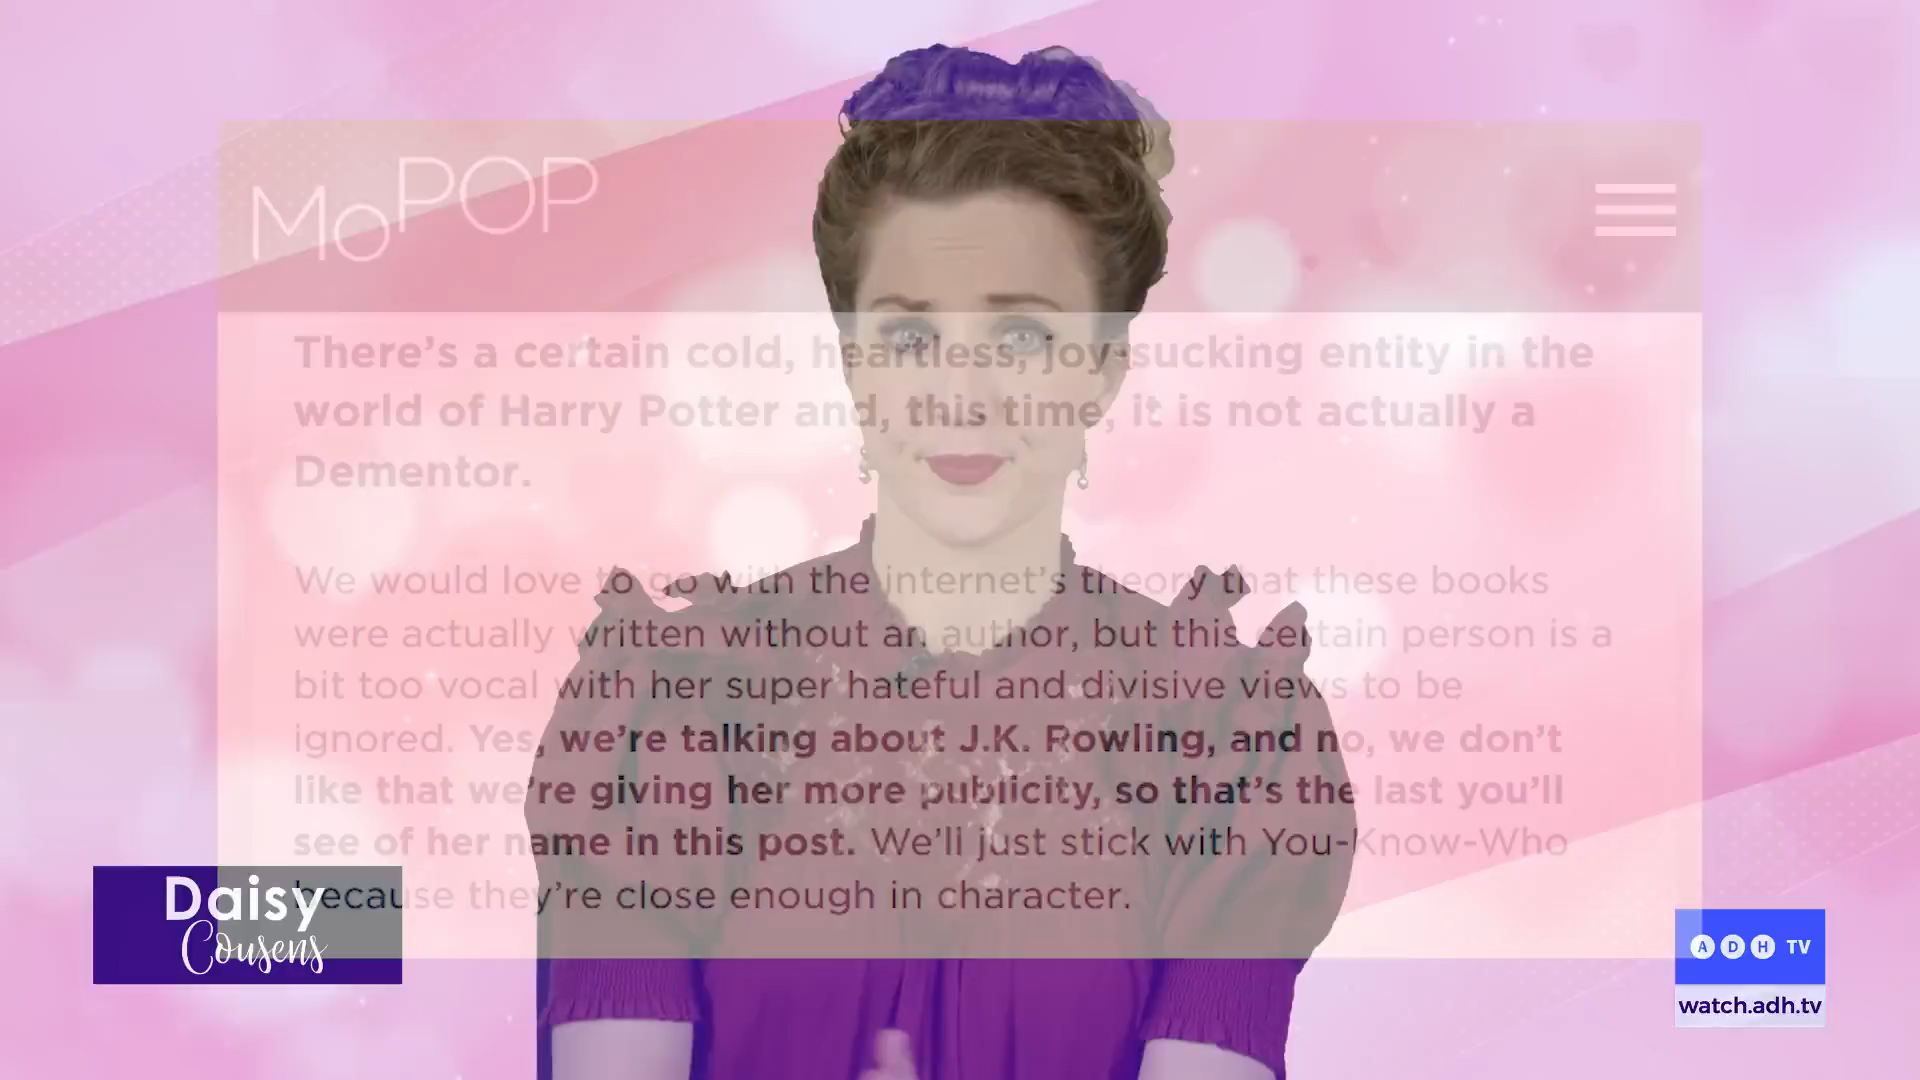 MoPOP
There's a certain cold, heartless, joy-sucking entity in the
world of Harry Potter and, this time, it is not actually a
Dementor.
We would love to go with the internet's theory that these books
were actually written without an author, but this certain person is a
bit too vocal with her super hateful and divisive views to be
ignored. Yes, we're talking about J.K. Rowling, and no, we don't
like that we're giving her more publicity, so that's the last you'll
see of her name in this post. We'll just stick with You-Know-Who
because they're close enough in character.
Daisy
Cousens
ADH TV
watch.adh.tv